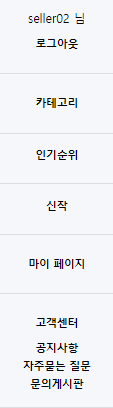 seller02 님
로그아웃
카테고리
인기순위
신작
마이 페이지
고객센터
공지사항
자주묻는 질문
문의게시판